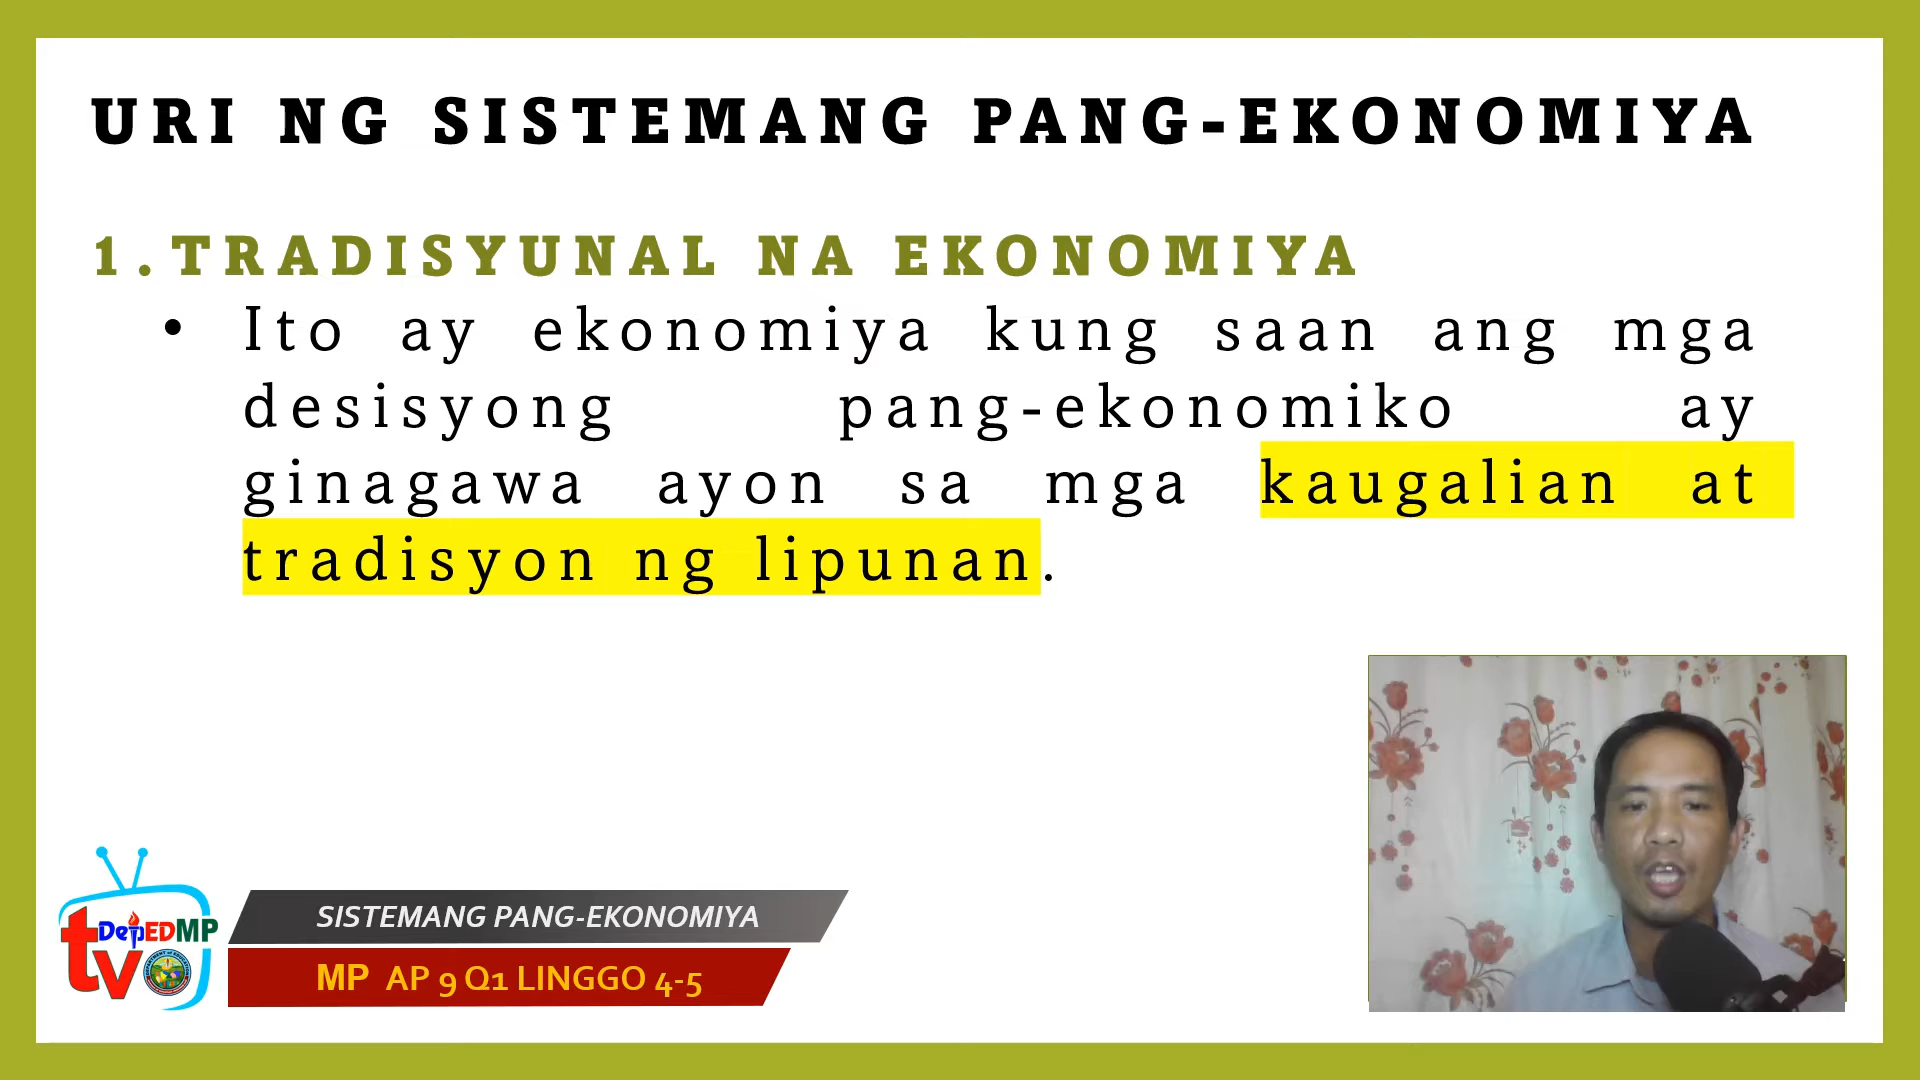 URI NG SISTEMANG PANG-EKONOMIYA
1.TRADISYUNAL NA EKONOMIYA
• Ito ay ekonomiya kung saan ang mga
desisyong pang-ekonomiko ay
ginagawa ayon sa mga kaugalian at
tradisyon ng lipunan.
DepEDMP
tv
SISTEMANG PANG-EKONOMIYA
MP AP 9 Q1 LINGGO 4-5